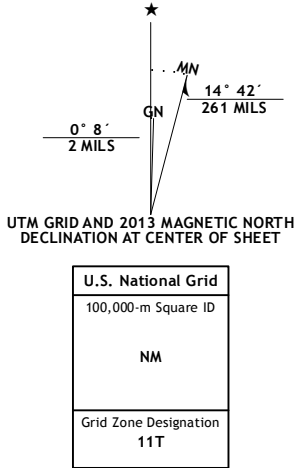 MN
GN
14° 42´
261 MILS
0° 8´
2 MILS
UTM GRID AND 2013 MAGNETIC NORTH
DECLINATION AT CENTER OF SHEET
U.S. National Grid
100,000-m Square ID
NM
Grid Zone Designation
11T